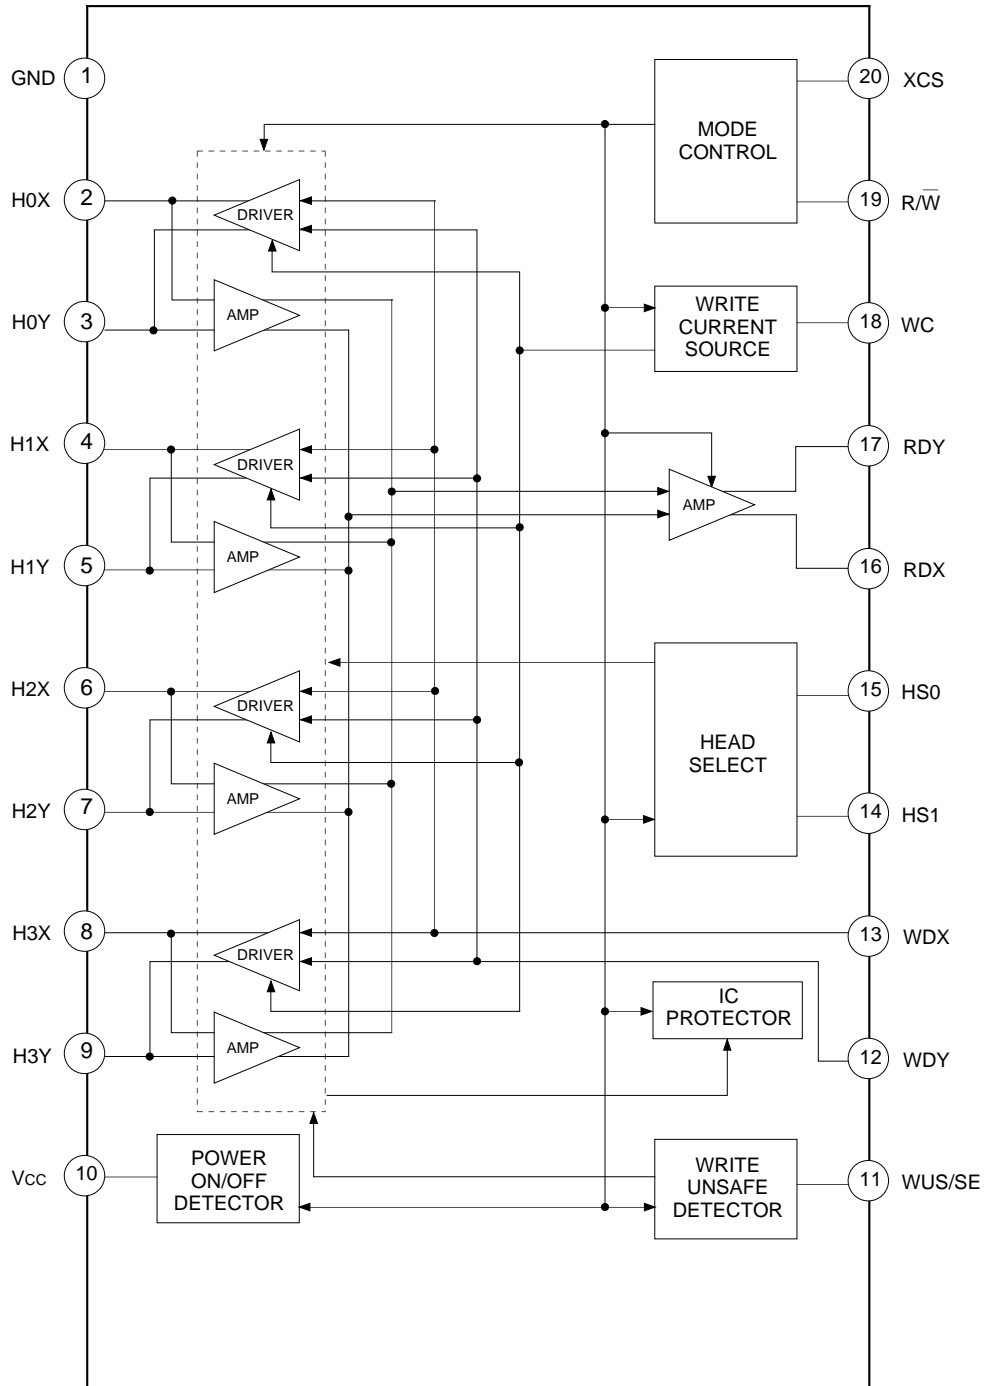 GND 1
20 XCS
MODE
CONTROL
H0X 2
DRIVER
19 R/W̅
H0Y 3
AMP
WRITE
CURRENT
SOURCE
18 WC
H1X 4
DRIVER
17 RDY
AMP
H1Y 5
AMP
16 RDX
H2X 6
DRIVER
15 HS0
HEAD
SELECT
H2Y 7
AMP
14 HS1
H3X 8
DRIVER
13 WDX
IC
PROTECTOR
H3Y 9
AMP
12 WDY
Vcc 10
POWER
ON/OFF
DETECTOR
WRITE
UNSAFE
DETECTOR
11 WUS/SE